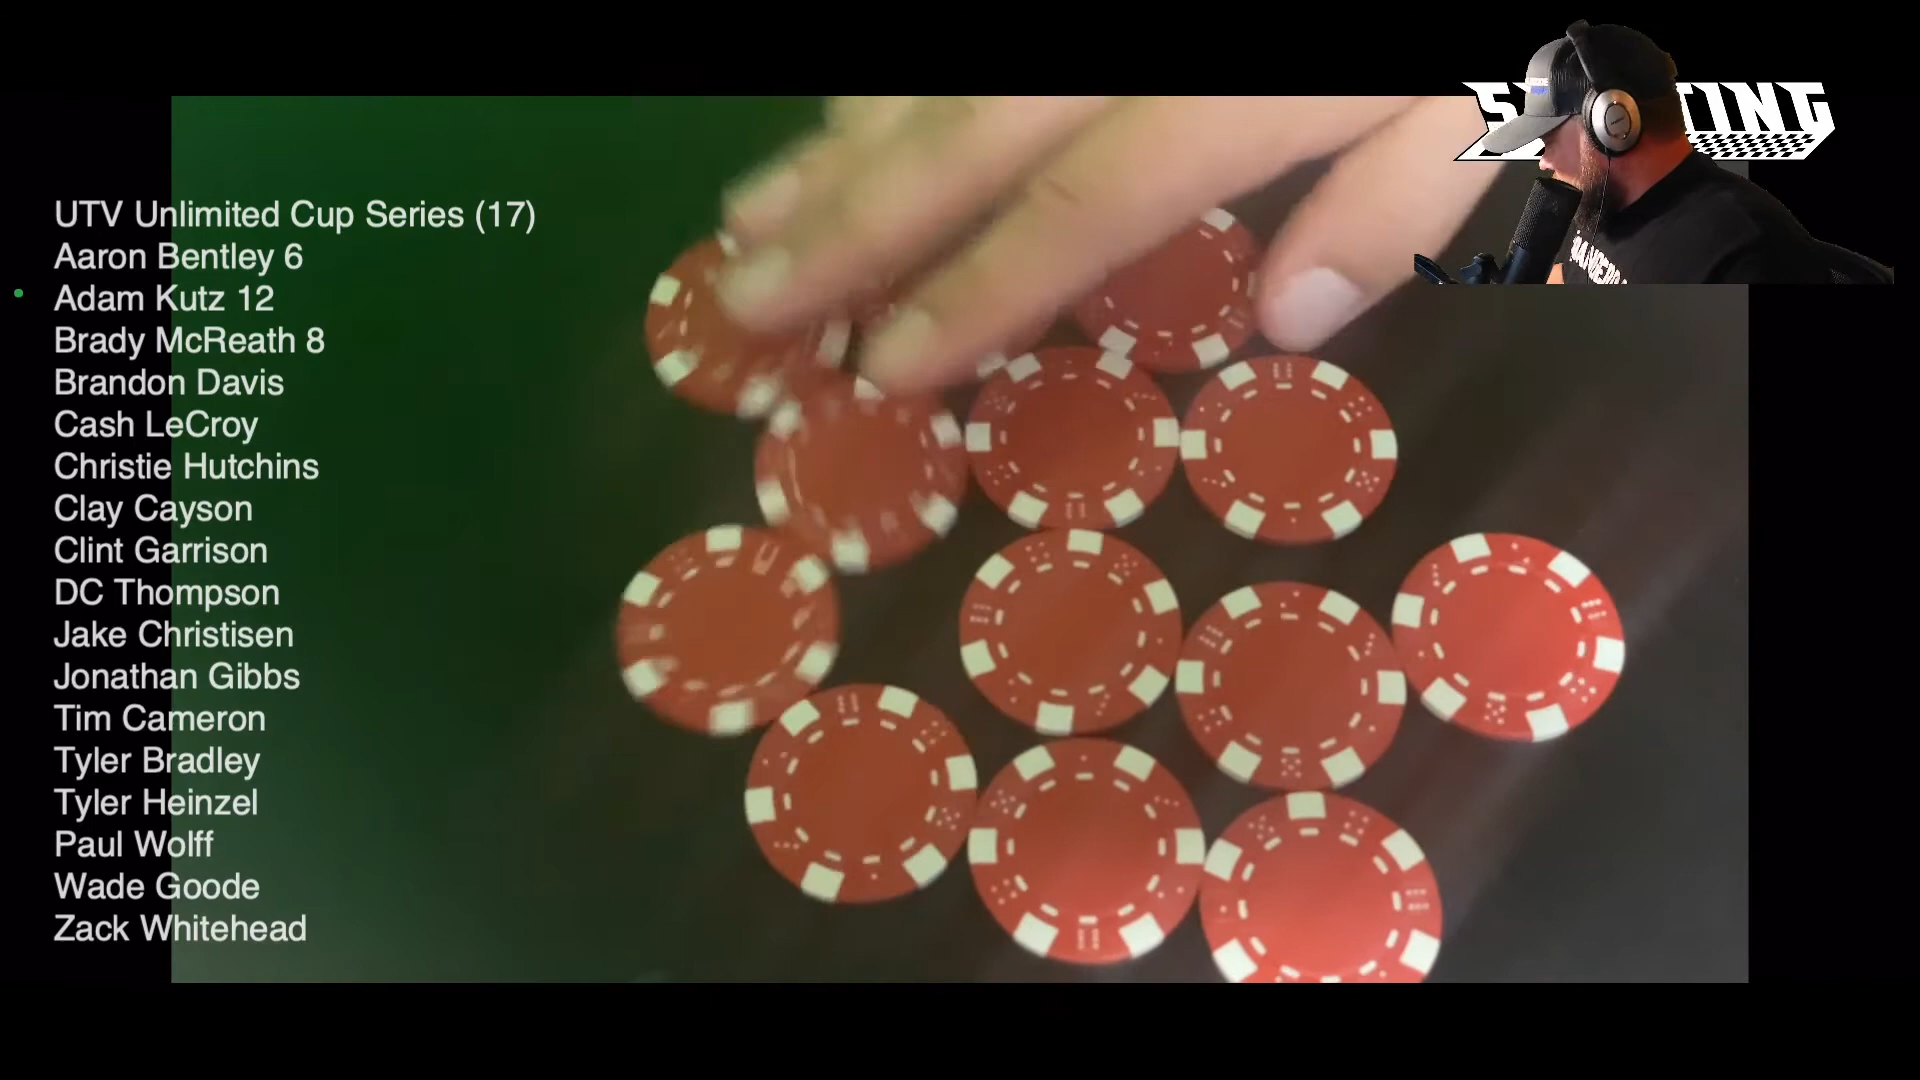 UTV Unlimited Cup Series (17)
Aaron Bentley 6
Adam Kutz 12
Brady McReath 8
Brandon Davis
Cash LeCroy
Christie Hutchins
Clay Cayson
Clint Garrison
DC Thompson
Jake Christisen
Jonathan Gibbs
Tim Cameron
Tyler Bradley
Tyler Heinzel
Paul Wolff
Wade Goode
Zack Whitehead